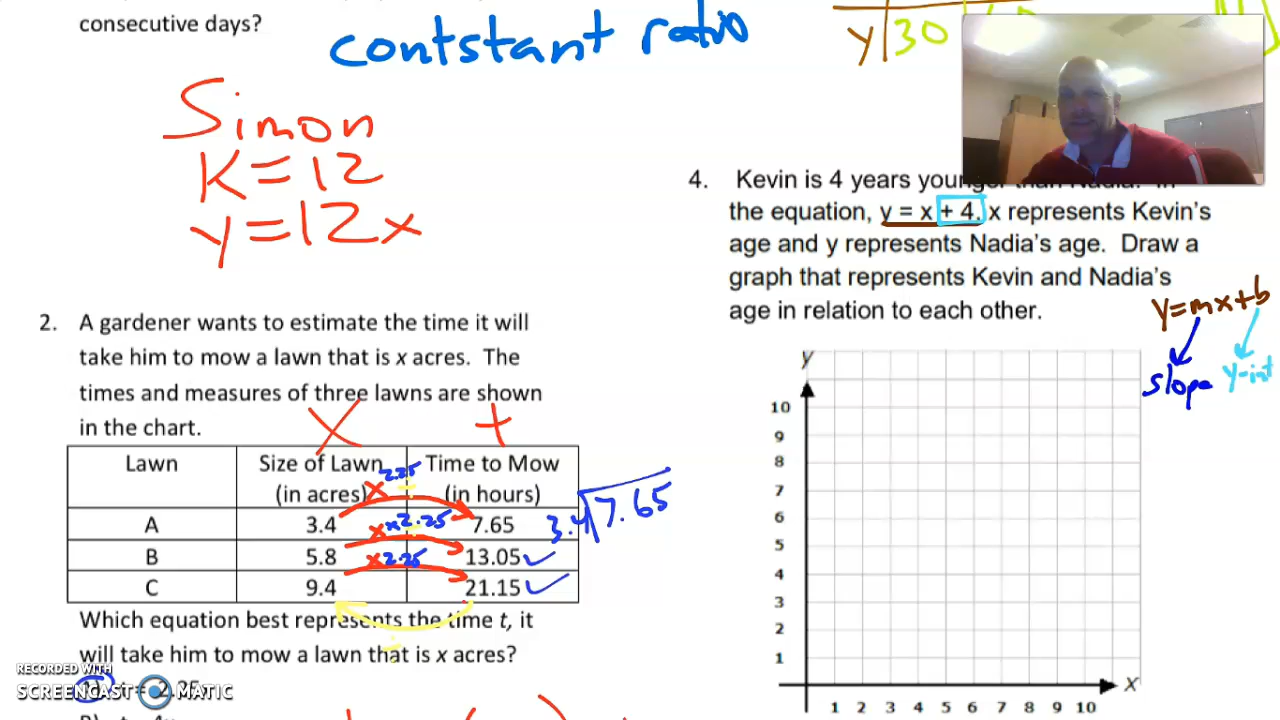 consecutive days?
contstant ratio
y 30
Simon
K=12
y=12x
2. A gardener wants to estimate the time it will
take him to mow a lawn that is x acres. The
times and measures of three lawns are shown
in the chart.
x t
Lawn Size of Lawn (in acres) Time to Mow (in hours)
A 3.4 x 2.25 7.65
B 5.8 x x2.25 13.05 ✓
C 9.4 x 2.25 21.15 ✓
3.4 7.65
÷
Which equation best represents the time t, it
will take him to mow a lawn that is x acres?
RECORDED WITH
SCREENCAST MATIC
4. Kevin is 4 years younger than Nadia. In
the equation, y = x + 4, x represents Kevin's
age and y represents Nadia's age. Draw a
graph that represents Kevin and Nadia's
age in relation to each other.
y=mx+b
slope y-int
y
10
9
8
7
6
5
4
3
2
1
x
1 2 3 4 5 6 7 8 9 10